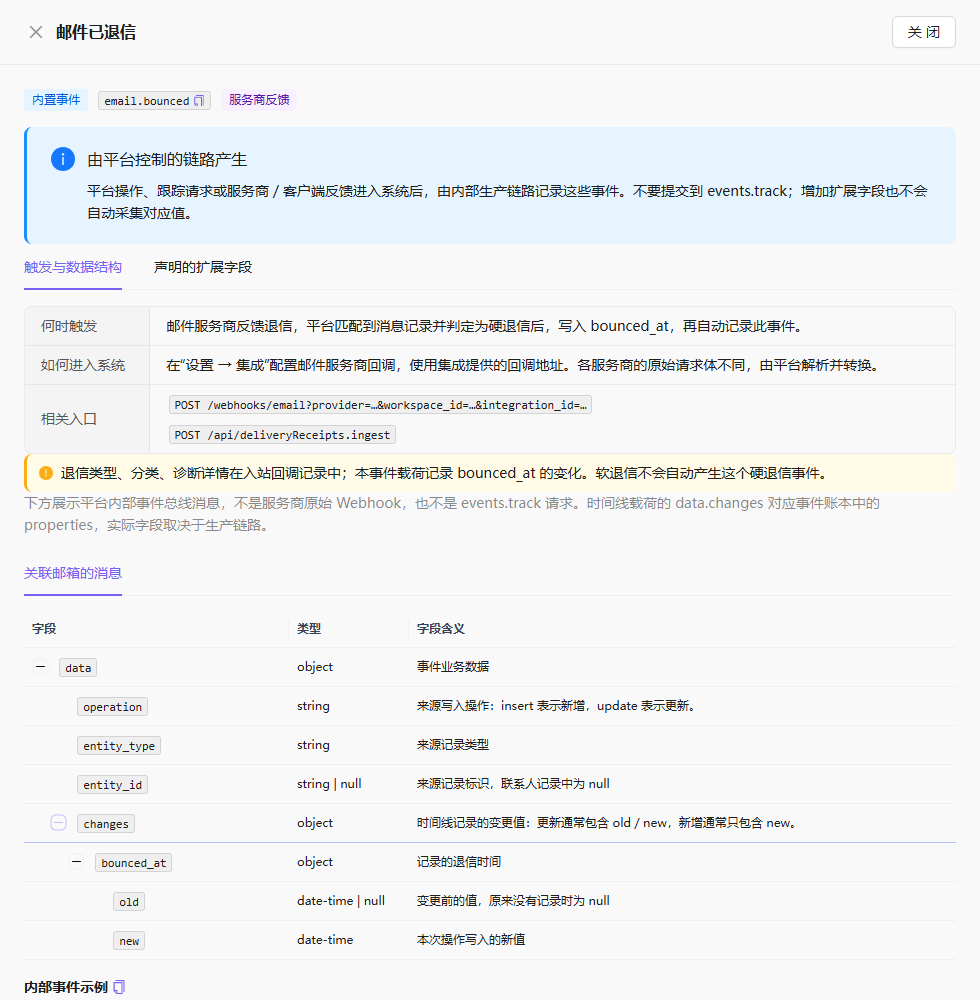 邮件已退信
关 闭
内置事件 email.bounced 服务商反馈
由平台控制的链路产生
平台操作、跟踪请求或服务商 / 客户端反馈进入系统后，由内部生产链路记录这些事件。不要提交到 events.track；增加扩展字段也不会
自动采集对应值。
触发与数据结构 声明的扩展字段
何时触发 邮件服务商反馈退信，平台匹配到消息记录并判定为硬退信后，写入 bounced_at，再自动记录此事件。
如何进入系统 在“设置 → 集成”配置邮件服务商回调，使用集成提供的回调地址。各服务商的原始请求体不同，由平台解析并转换。
相关入口
POST /webhooks/email?provider=…&workspace_id=…&integration_id=…
POST /api/deliveryReceipts.ingest
退信类型、分类、诊断详情在入站回调记录中；本事件载荷记录 bounced_at 的变化。软退信不会自动产生这个硬退信事件。
下方展示平台内部事件总线消息，不是服务商原始 Webhook，也不是 events.track 请求。时间线载荷的 data.changes 对应事件账本中的
properties，实际字段取决于生产链路。
关联邮箱的消息
字段 类型 字段含义
data object 事件业务数据
operation string 来源写入操作：insert 表示新增，update 表示更新。
entity_type string 来源记录类型
entity_id string | null 来源记录标识，联系人记录中为 null
changes object 时间线记录的变更值：更新通常包含 old / new，新增通常只包含 new。
bounced_at object 记录的退信时间
old date-time | null 变更前的值，原来没有记录时为 null
new date-time 本次操作写入的新值
内部事件示例